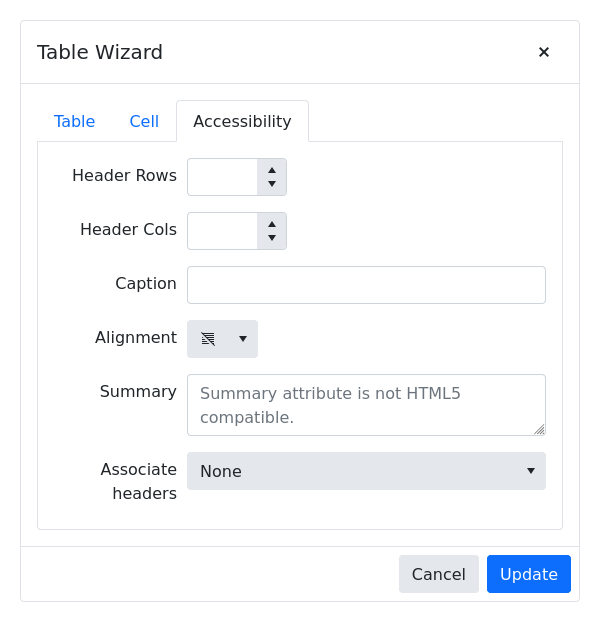 Table Wizard
Table Cell Accessibility
Header Rows
Header Cols
Caption
Alignment
Summary
Summary attribute is not HTML5
compatible.
Associate
headers
None
Cancel Update